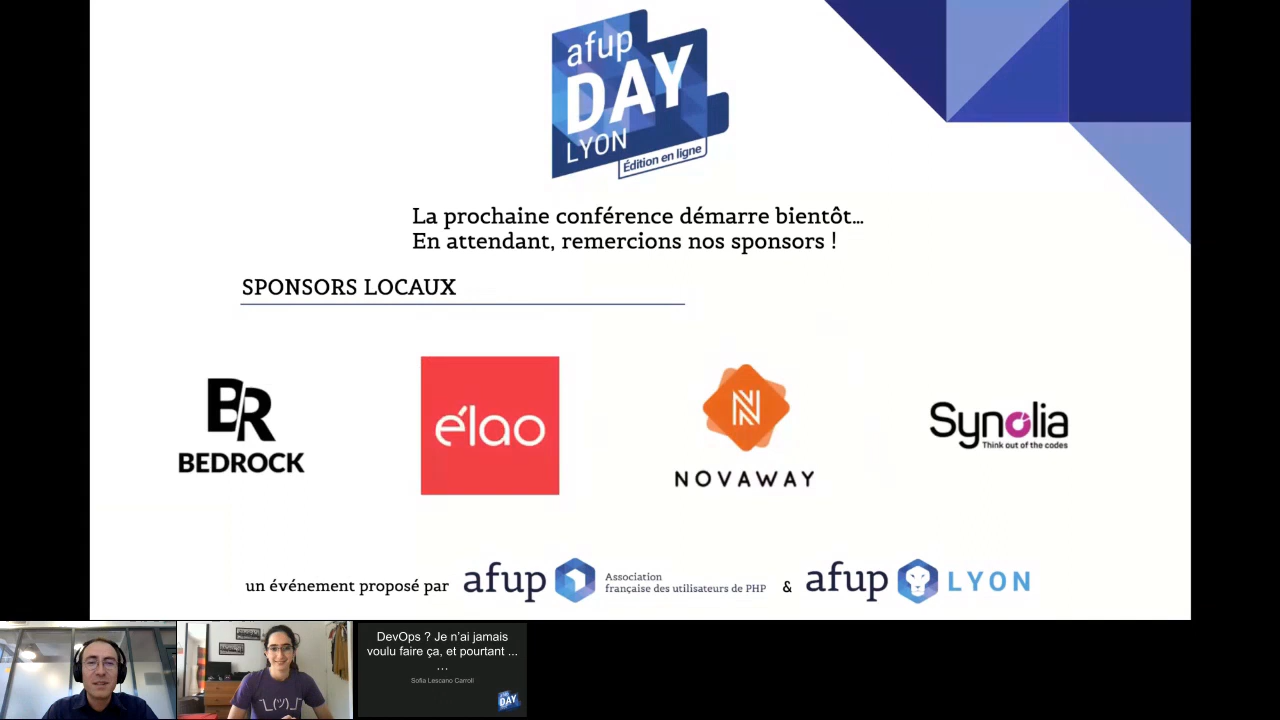 afup
DAY
LYON
Édition en ligne
La prochaine conférence démarre bientôt...
En attendant, remercions nos sponsors !
SPONSORS LOCAUX
BR
BEDROCK
élao
N
NOVAWAY
Synolia
Think out of the codes
un événement proposé par
afup
Association
française des utilisateurs de PHP
&
afup
LYON
DevOps ? Je n'ai jamais
voulu faire ça, et pourtant ...
...
Sofia Lescano Carroll
afup
DAY
¯\_(ツ)_/¯